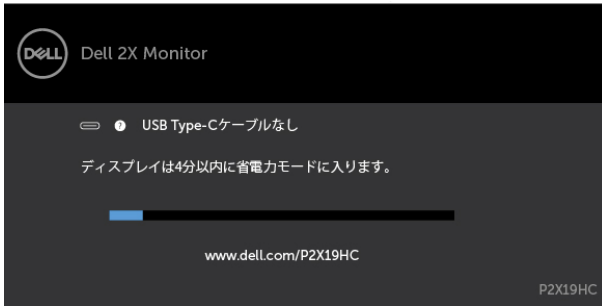 DELL
Dell 2X Monitor
? USB Type-Cケーブルなし
ディスプレイは4分以内に省電力モードに入ります。
www.dell.com/P2X19HC
P2X19HC